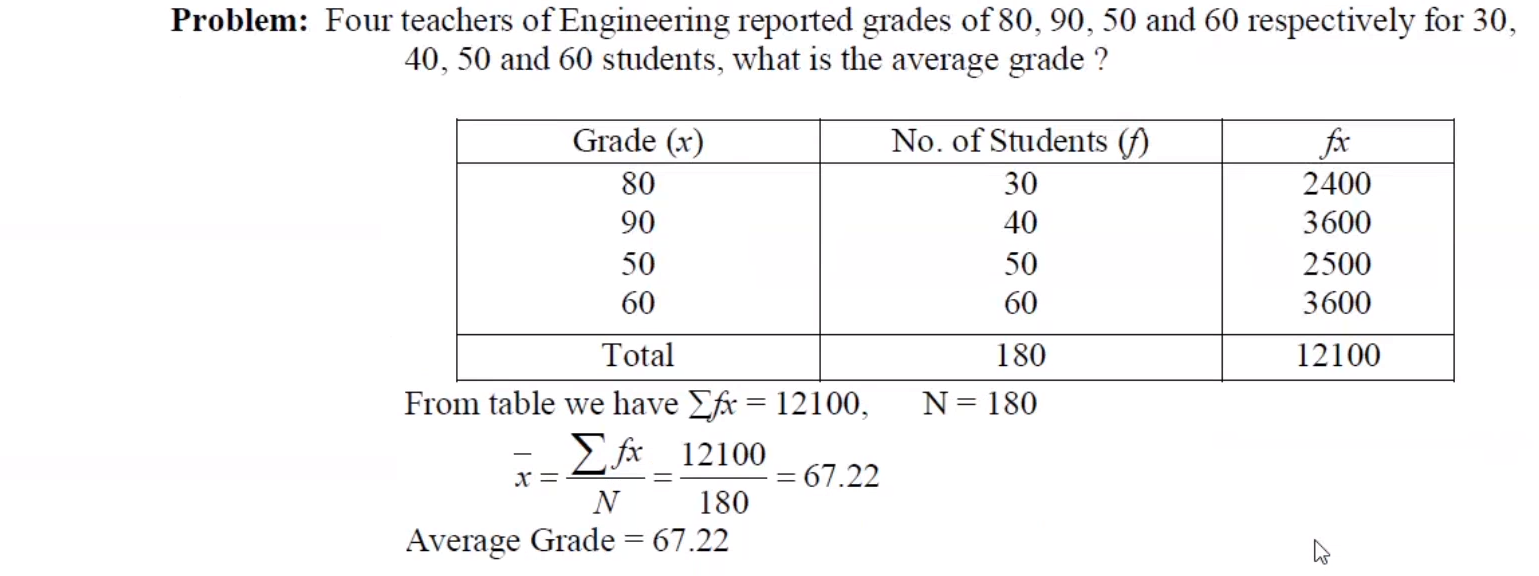 Problem: Four teachers of Engineering reported grades of 80, 90, 50 and 60 respectively for 30,
40, 50 and 60 students, what is the average grade ?
Grade (x) No. of Students (f) fx
80 30 2400
90 40 3600
50 50 2500
60 60 3600
Total 180 12100
From table we have ∑fx = 12100, N = 180
x̄ = ∑ fx / N = 12100 / 180 = 67.22
Average Grade = 67.22